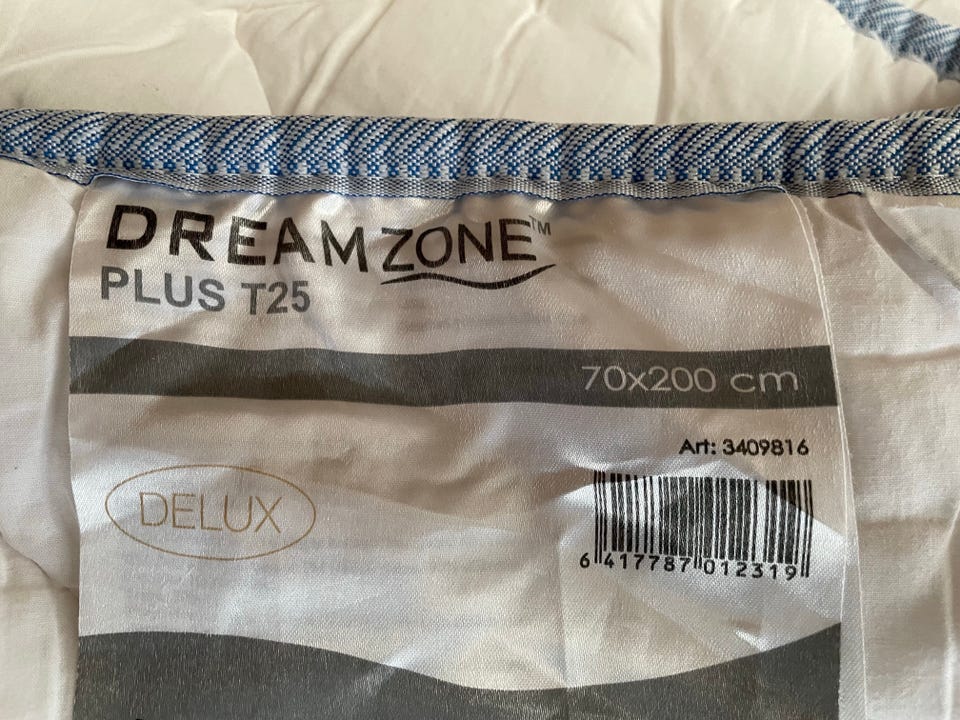 DREAMZONE™
PLUS T25
70x200 cm
Art: 3409816
DELUX
6 417787 012319